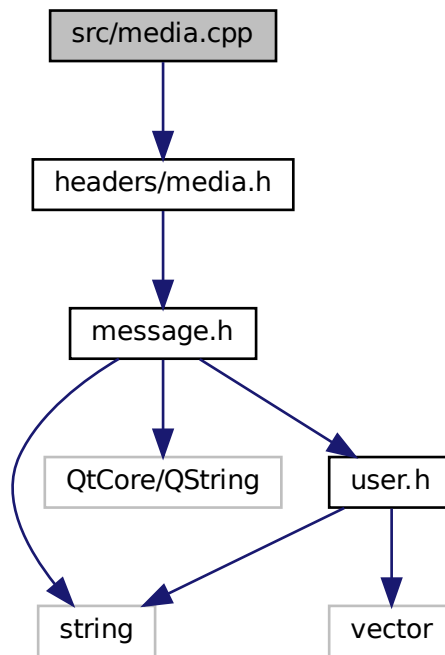 src/media.cpp
headers/media.h
message.h
QtCore/QString
user.h
string
vector